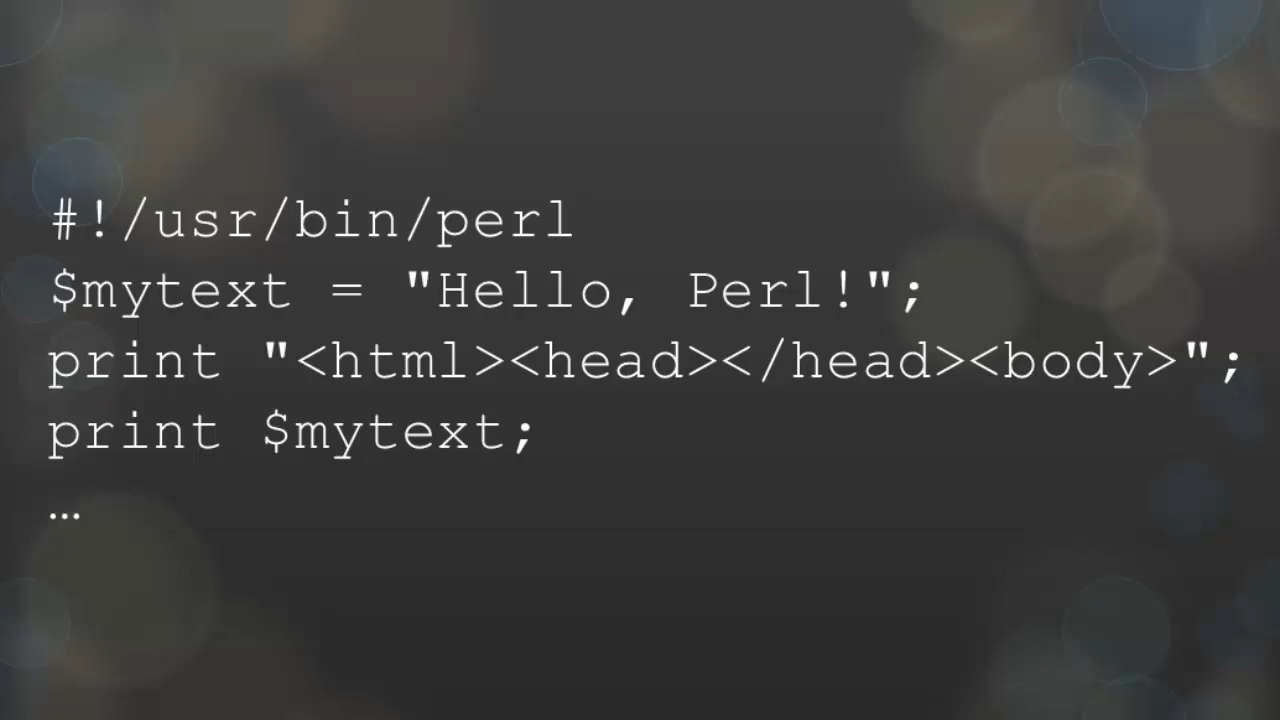 #!/usr/bin/perl
$mytext = "Hello, Perl!";
print "<html><head></head><body>";
print $mytext;
…